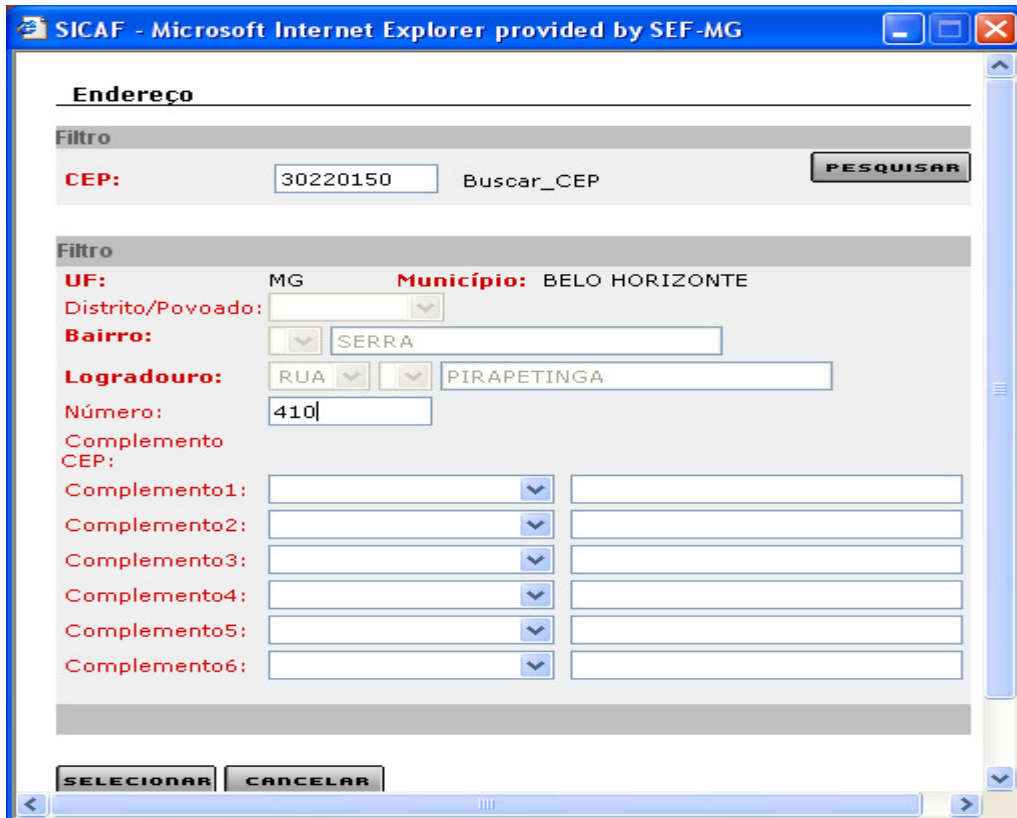 SICAF - Microsoft Internet Explorer provided by SEF-MG
Endereço
Filtro
CEP: 30220150 Buscar_CEP PESQUISAR
Filtro
UF: MG Município: BELO HORIZONTE
Distrito/Povoado:
Bairro: SERRA
Logradouro: RUA PIRAPETINGA
Número: 410
Complemento
CEP:
Complemento1:
Complemento2:
Complemento3:
Complemento4:
Complemento5:
Complemento6:
SELECIONAR CANCELAR